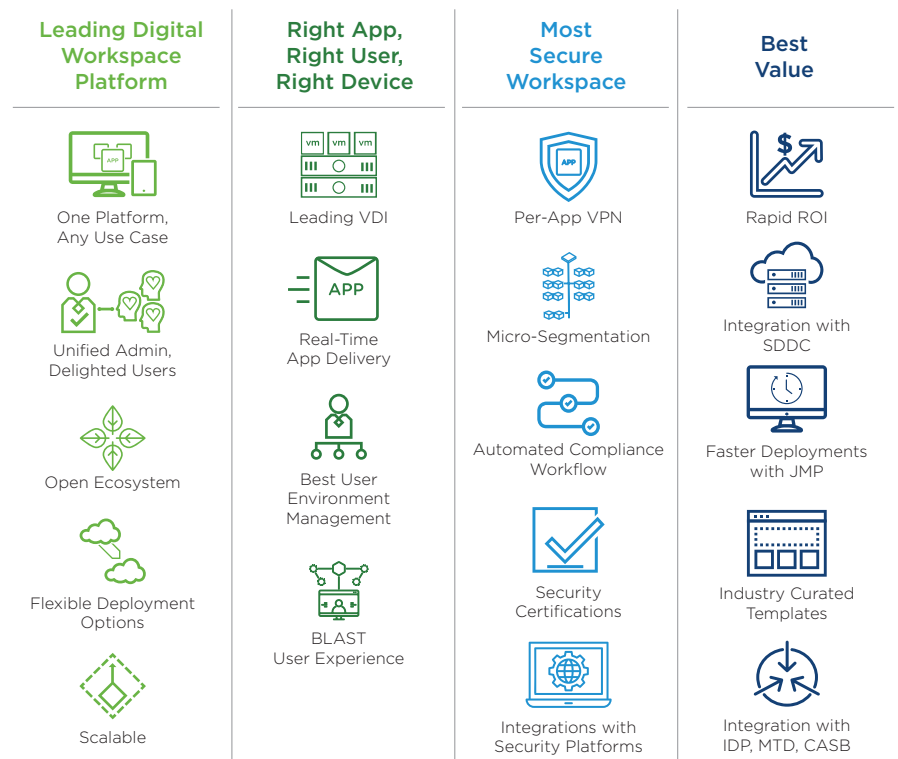 Leading Digital
Workspace
Platform
APP
One Platform,
Any Use Case
Unified Admin,
Delighted Users
Open Ecosystem
Flexible Deployment
Options
Scalable
Right App,
Right User,
Right Device
vm vm vm
Leading VDI
APP
Real-Time
App Delivery
Best User
Environment
Management
BLAST
User Experience
Most
Secure
Workspace
APP
Per-App VPN
Micro-Segmentation
Automated Compliance
Workflow
Security
Certifications
Integrations with
Security Platforms
Best
Value
$
Rapid ROI
Integration with
SDDC
Faster Deployments
with JMP
Industry Curated
Templates
Integration with
IDP, MTD, CASB